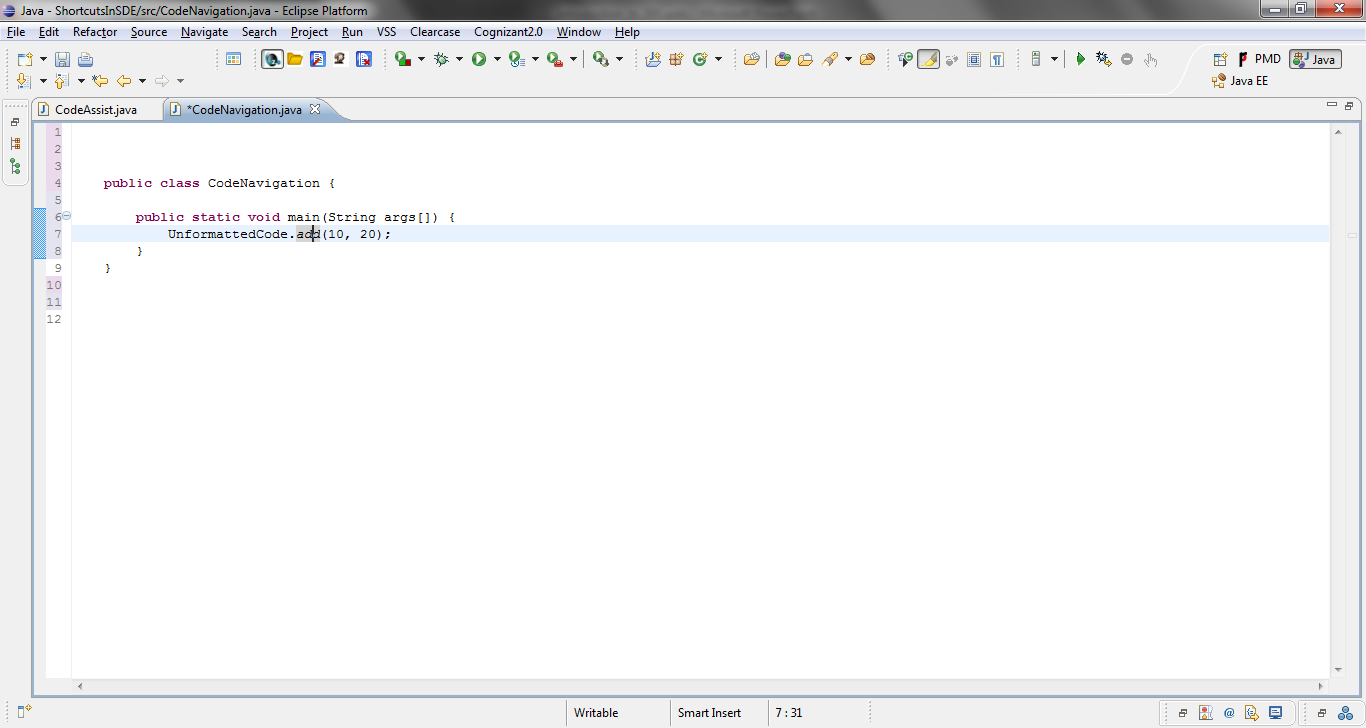 Java - ShortcutsInSDE/src/CodeNavigation.java - Eclipse Platform
File Edit Refactor Source Navigate Search Project Run VSS Clearcase Cognizant2.0 Window Help
PMD Java
Java EE
CodeAssist.java *CodeNavigation.java
1
2
3
4 public class CodeNavigation {
5
6 public static void main(String args[]) {
7 UnformattedCode.add(10, 20);
8 }
9 }
10
11
12
Writable Smart Insert 7 : 31